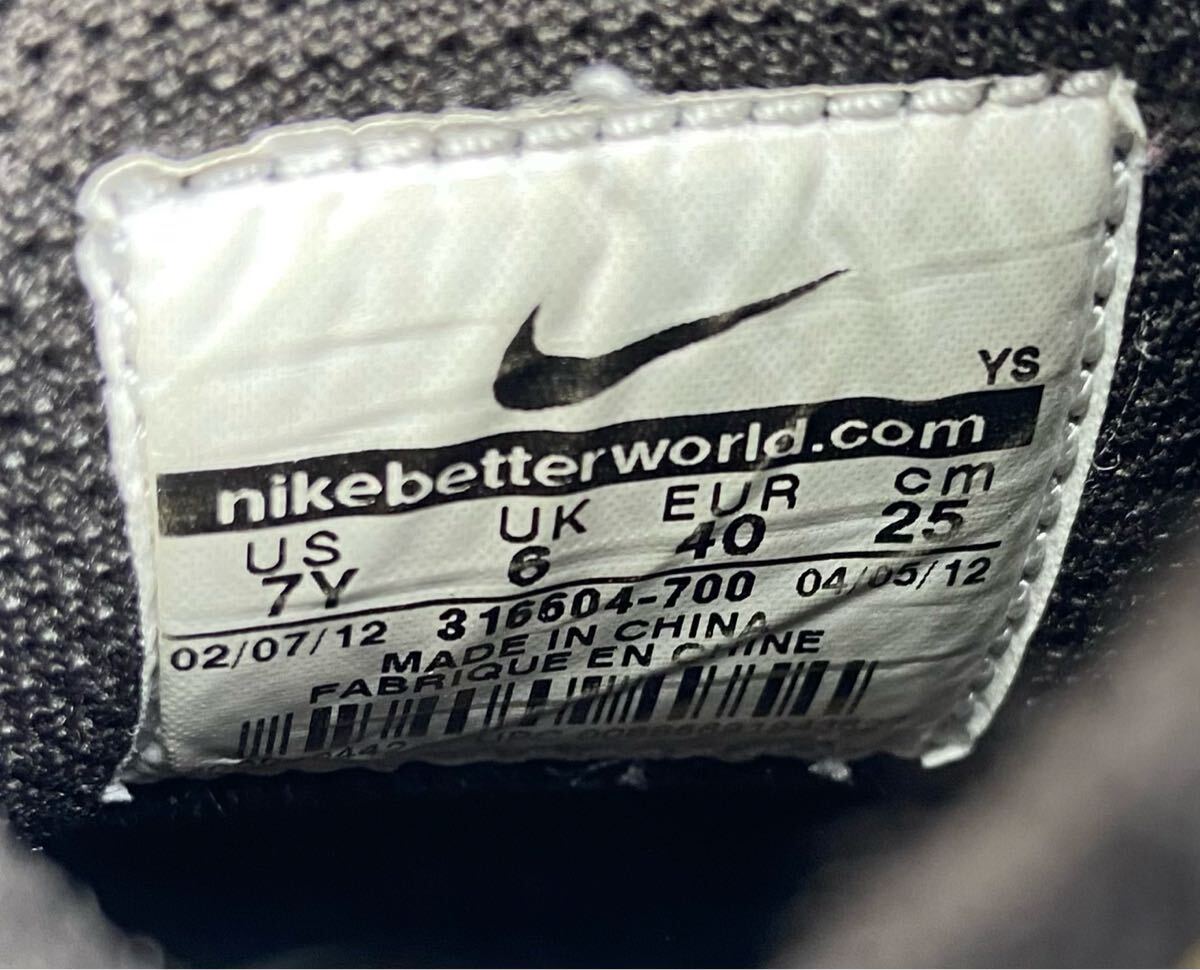 YS
nikebetterworld.com
US UK EUR cm
7Y 6 40 25
02/07/12 316604-700 04/05/12
MADE IN CHINA
FABRIQUE EN CHINE